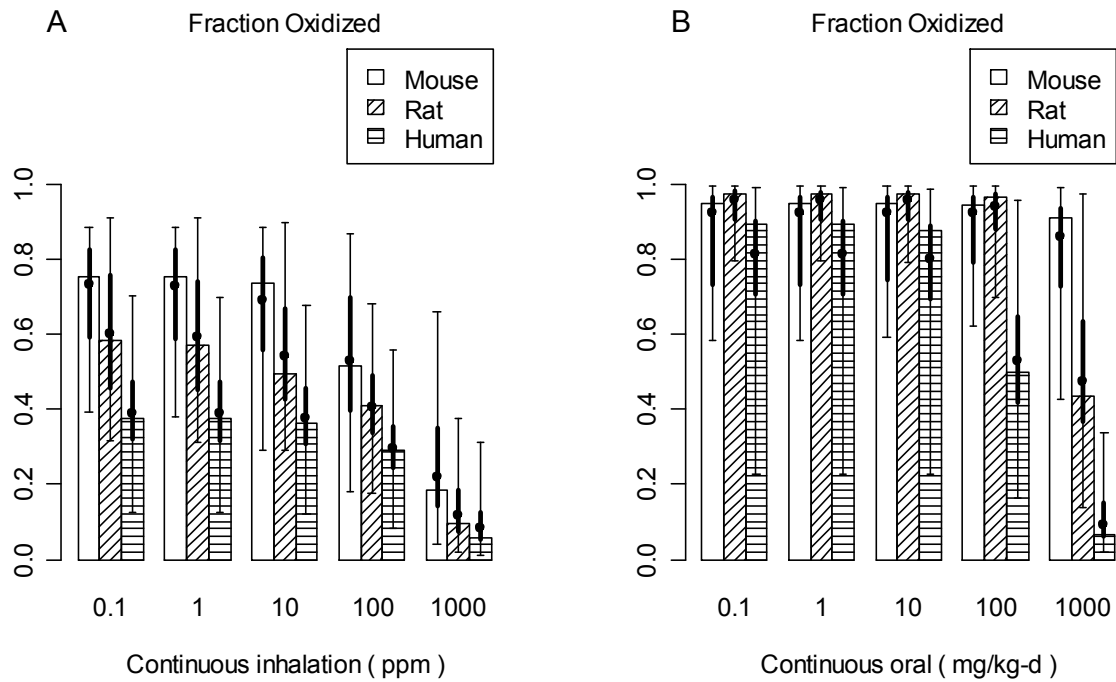 A Fraction Oxidized
Mouse
Rat
Human
1.0
0.8
0.6
0.4
0.2
0.0
0.1 1 10 100 1000
Continuous inhalation ( ppm )
B Fraction Oxidized
Mouse
Rat
Human
1.0
0.8
0.6
0.4
0.2
0.0
0.1 1 10 100 1000
Continuous oral ( mg/kg-d )